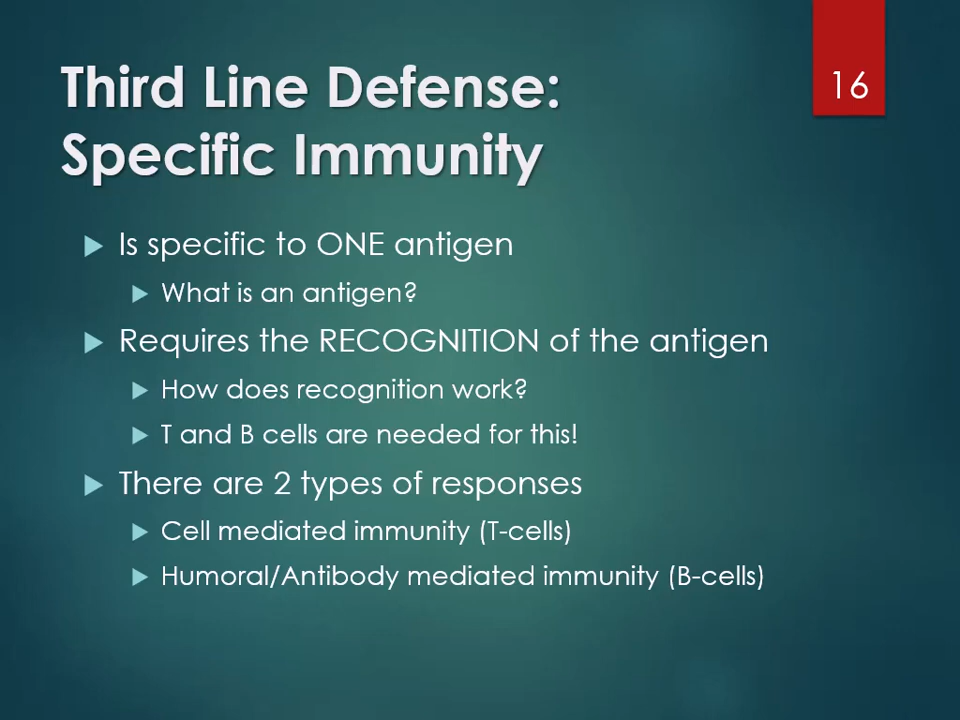 Third Line Defense:
Specific Immunity
16
Is specific to ONE antigen
What is an antigen?
Requires the RECOGNITION of the antigen
How does recognition work?
T and B cells are needed for this!
There are 2 types of responses
Cell mediated immunity (T-cells)
Humoral/Antibody mediated immunity (B-cells)